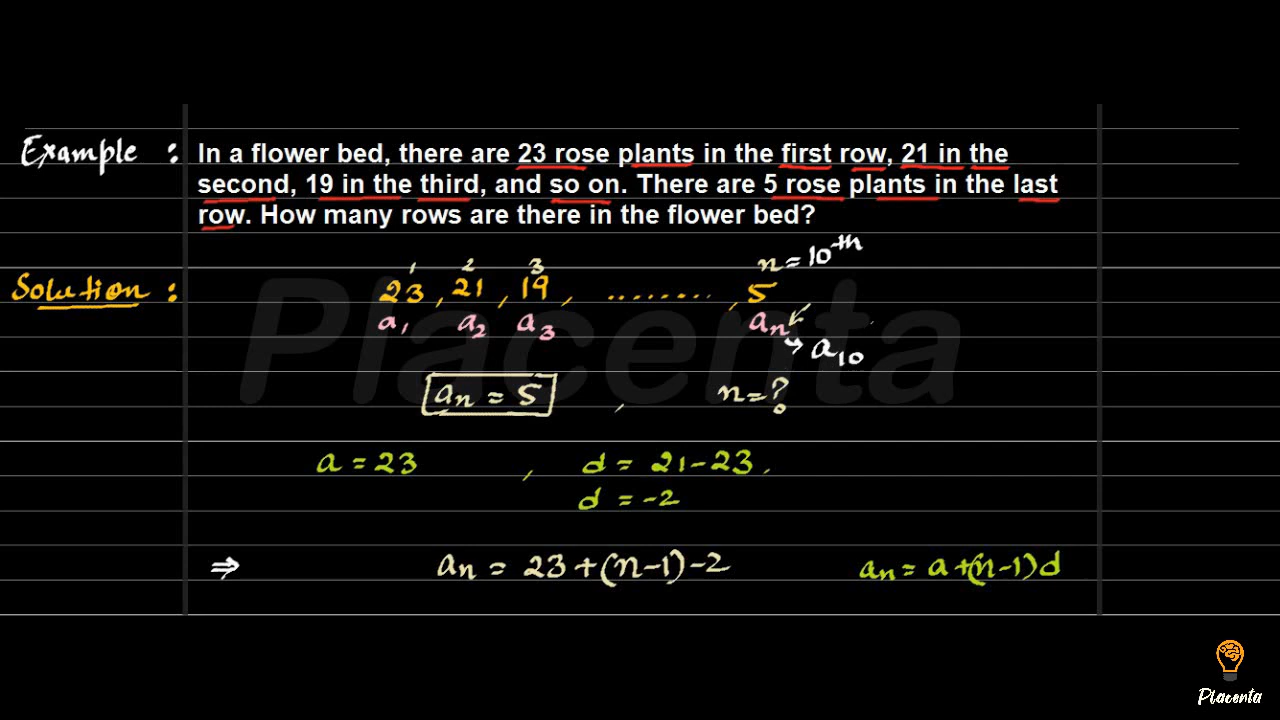 Example : In a flower bed, there are 23 rose plants in the first row, 21 in the
second, 19 in the third, and so on. There are 5 rose plants in the last
row. How many rows are there in the flower bed?
1 2 3 n = 10th
Solution : 23, 21, 19, ........, 5
a1 a2 a3 an
→ a10
an = 5 , n = ?
a = 23 , d = 21 - 23,
d = -2
⇒ an = 23 + (n-1) -2 an = a + (n-1)d
Placenta
Placenta